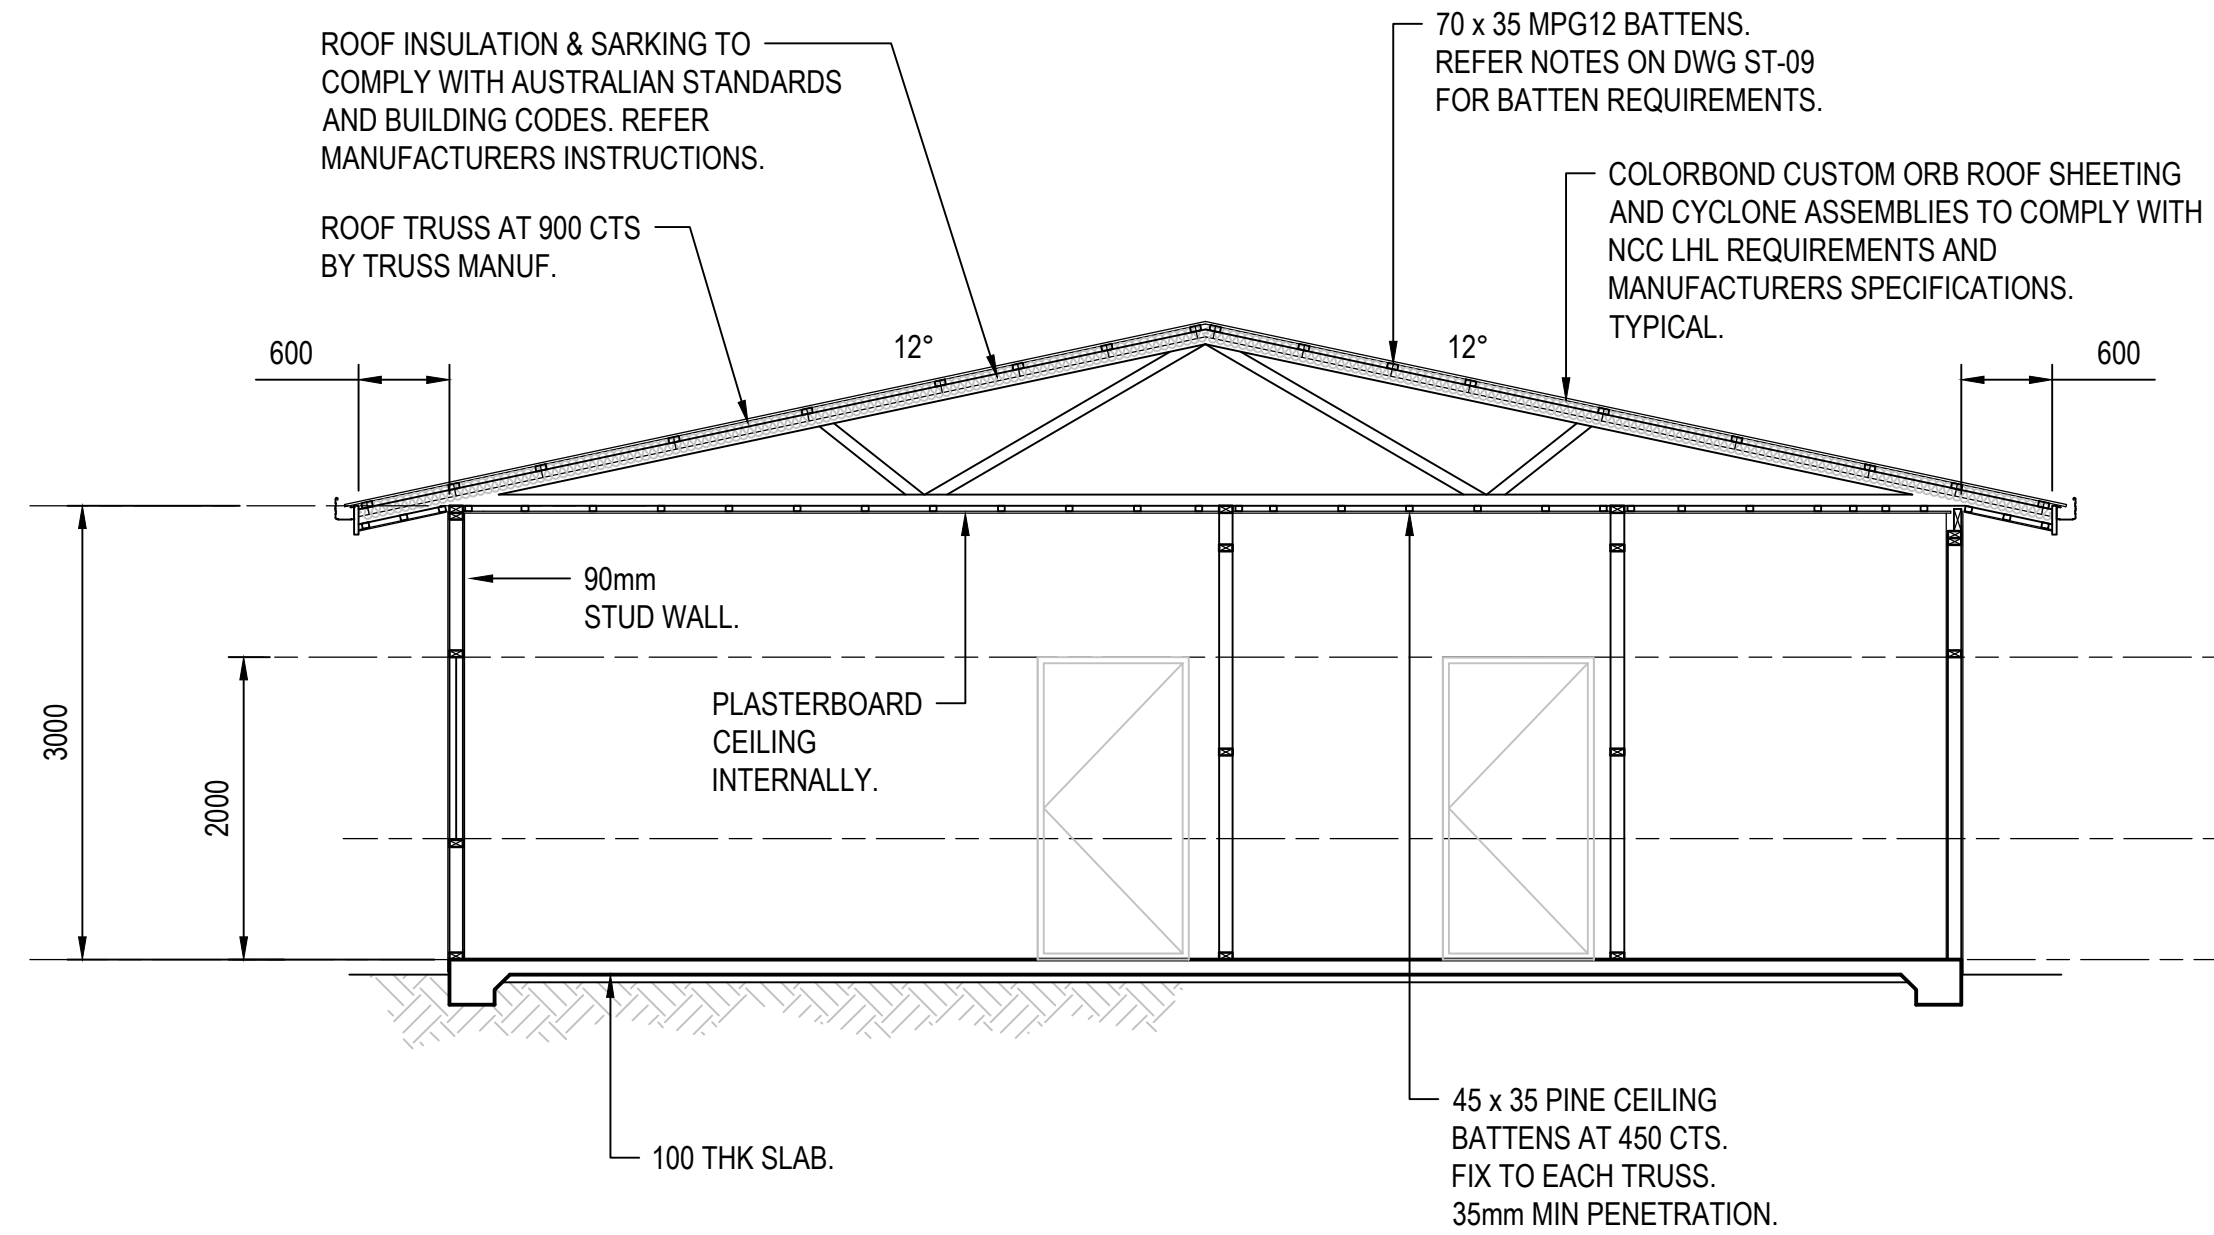 ROOF INSULATION & SARKING TO
COMPLY WITH AUSTRALIAN STANDARDS
AND BUILDING CODES. REFER
MANUFACTURERS INSTRUCTIONS.
ROOF TRUSS AT 900 CTS
BY TRUSS MANUF.
70 x 35 MPG12 BATTENS.
REFER NOTES ON DWG ST-09
FOR BATTEN REQUIREMENTS.
COLORBOND CUSTOM ORB ROOF SHEETING
AND CYCLONE ASSEMBLIES TO COMPLY WITH
NCC LHL REQUIREMENTS AND
MANUFACTURERS SPECIFICATIONS.
TYPICAL.
600
12°
12°
600
90mm
STUD WALL.
3000
2000
PLASTERBOARD
CEILING
INTERNALLY.
100 THK SLAB.
45 x 35 PINE CEILING
BATTENS AT 450 CTS.
FIX TO EACH TRUSS.
35mm MIN PENETRATION.